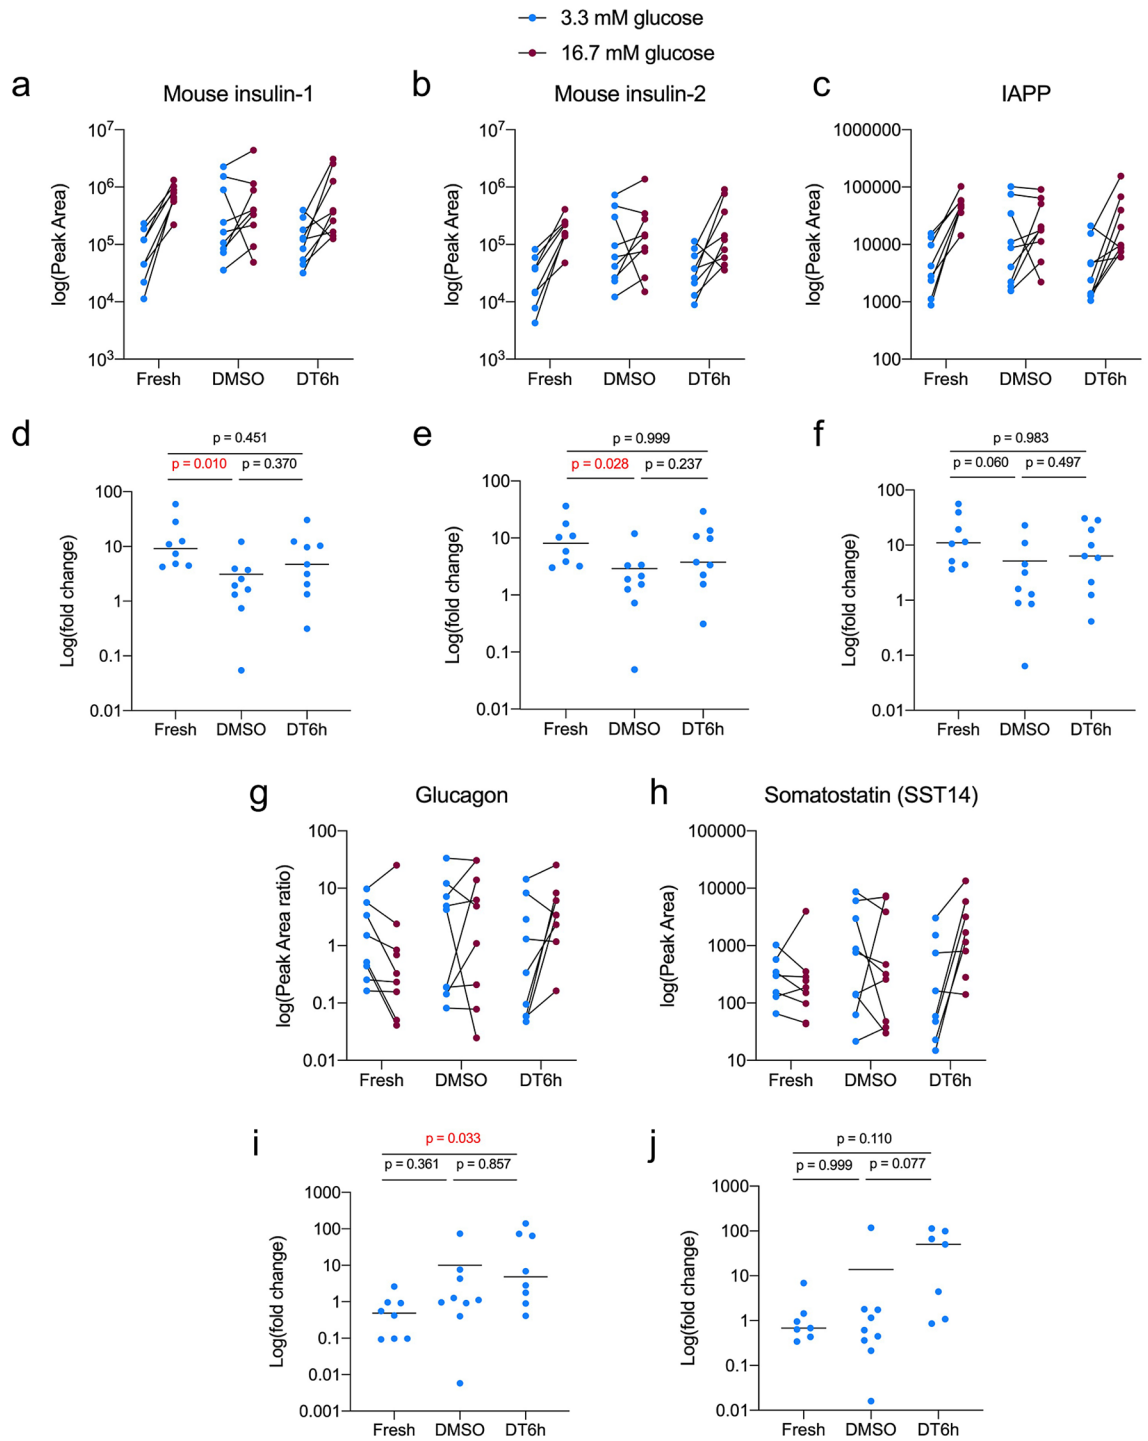 3.3 mM glucose
16.7 mM glucose
a
Mouse insulin-1
log(Peak Area)
10⁷
10⁶
10⁵
10⁴
10³
Fresh DMSO DT6h
b
Mouse insulin-2
log(Peak Area)
10⁷
10⁶
10⁵
10⁴
10³
Fresh DMSO DT6h
c
IAPP
log(Peak Area)
1000000
100000
10000
1000
100
Fresh DMSO DT6h
d
p = 0.451
p = 0.010 p = 0.370
Log(fold change)
100
10
1
0.1
0.01
Fresh DMSO DT6h
e
p = 0.999
p = 0.028 p = 0.237
Log(fold change)
100
10
1
0.1
0.01
Fresh DMSO DT6h
f
p = 0.983
p = 0.060 p = 0.497
Log(fold change)
100
10
1
0.1
0.01
Fresh DMSO DT6h
g
Glucagon
log(Peak Area ratio)
100
10
1
0.1
0.01
Fresh DMSO DT6h
h
Somatostatin (SST14)
log(Peak Area)
100000
10000
1000
100
10
Fresh DMSO DT6h
i
p = 0.033
p = 0.361 p = 0.857
Log(fold change)
1000
100
10
1
0.1
0.01
0.001
Fresh DMSO DT6h
j
p = 0.110
p = 0.999 p = 0.077
Log(fold change)
1000
100
10
1
0.1
0.01
Fresh DMSO DT6h